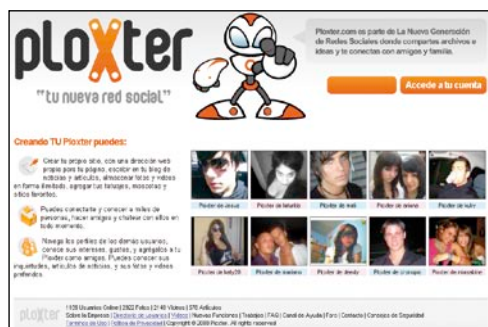 ploxter
"tu nueva red social"
Ploxter.com es parte de La Nueva Generación
de Redes Sociales donde compartes archivos e
ideas y te conectas con amigos y familia.
Accede a tu cuenta
Creando TU Ploxter puedes:
Crear tu propio sitio, con una dirección web
propia para tu página, escribir en tu blog de
noticias y artículos, almacenar fotos y videos
en forma ilimitada, agregar tus tatuajes, mascotas y
sitios favoritos.
Puedes conectarte y conocer a miles de
personas, hacer amigos y chatear con ellos en
todo momento.
Navega los perfiles de los demás usuarios,
conoce sus intereses, gustos, y agrégalos a tu
Ploxter como amigos. Puedes conocer sus
inquietudes, artículos de noticias, y sus fotos y videos
preferidos.
Ploxter de
Ploxter de
Ploxter de
Ploxter de
Ploxter de
Ploxter de
Ploxter de
Ploxter de
Ploxter de
Ploxter de
ploxter
Usuarios Online | Fotos | Videos | Artículos
Sobre la Empresa | Directorio de usuarios | Videos | Nuevas Funciones | Trabajos | FAQ | Canal de Ayuda | Foro | Contacto | Consejos de Seguridad
Términos de Uso | Política de Privacidad | Copyright © Ploxter. All rights reserved